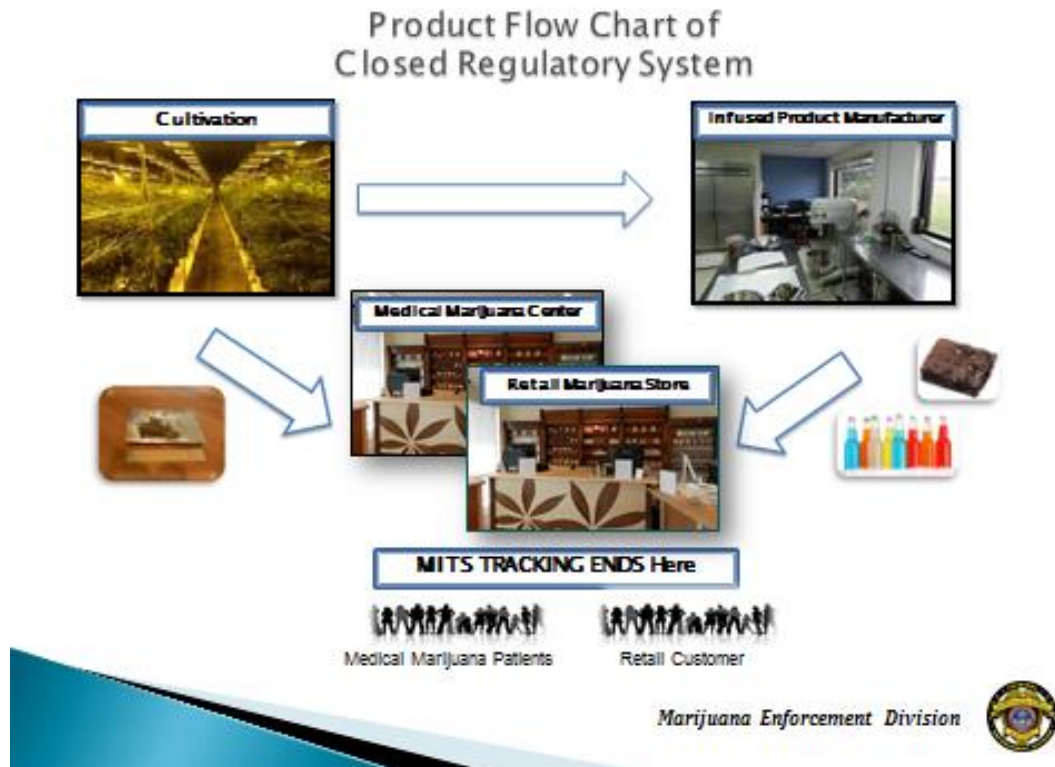 Product Flow Chart of
Closed Regulatory System
Cultivation
Infused Product Manufacturer
Medical Marijuana Center
Retail Marijuana Store
MITS TRACKING ENDS Here
Medical Marijuana Patients
Retail Customer
Marijuana Enforcement Division